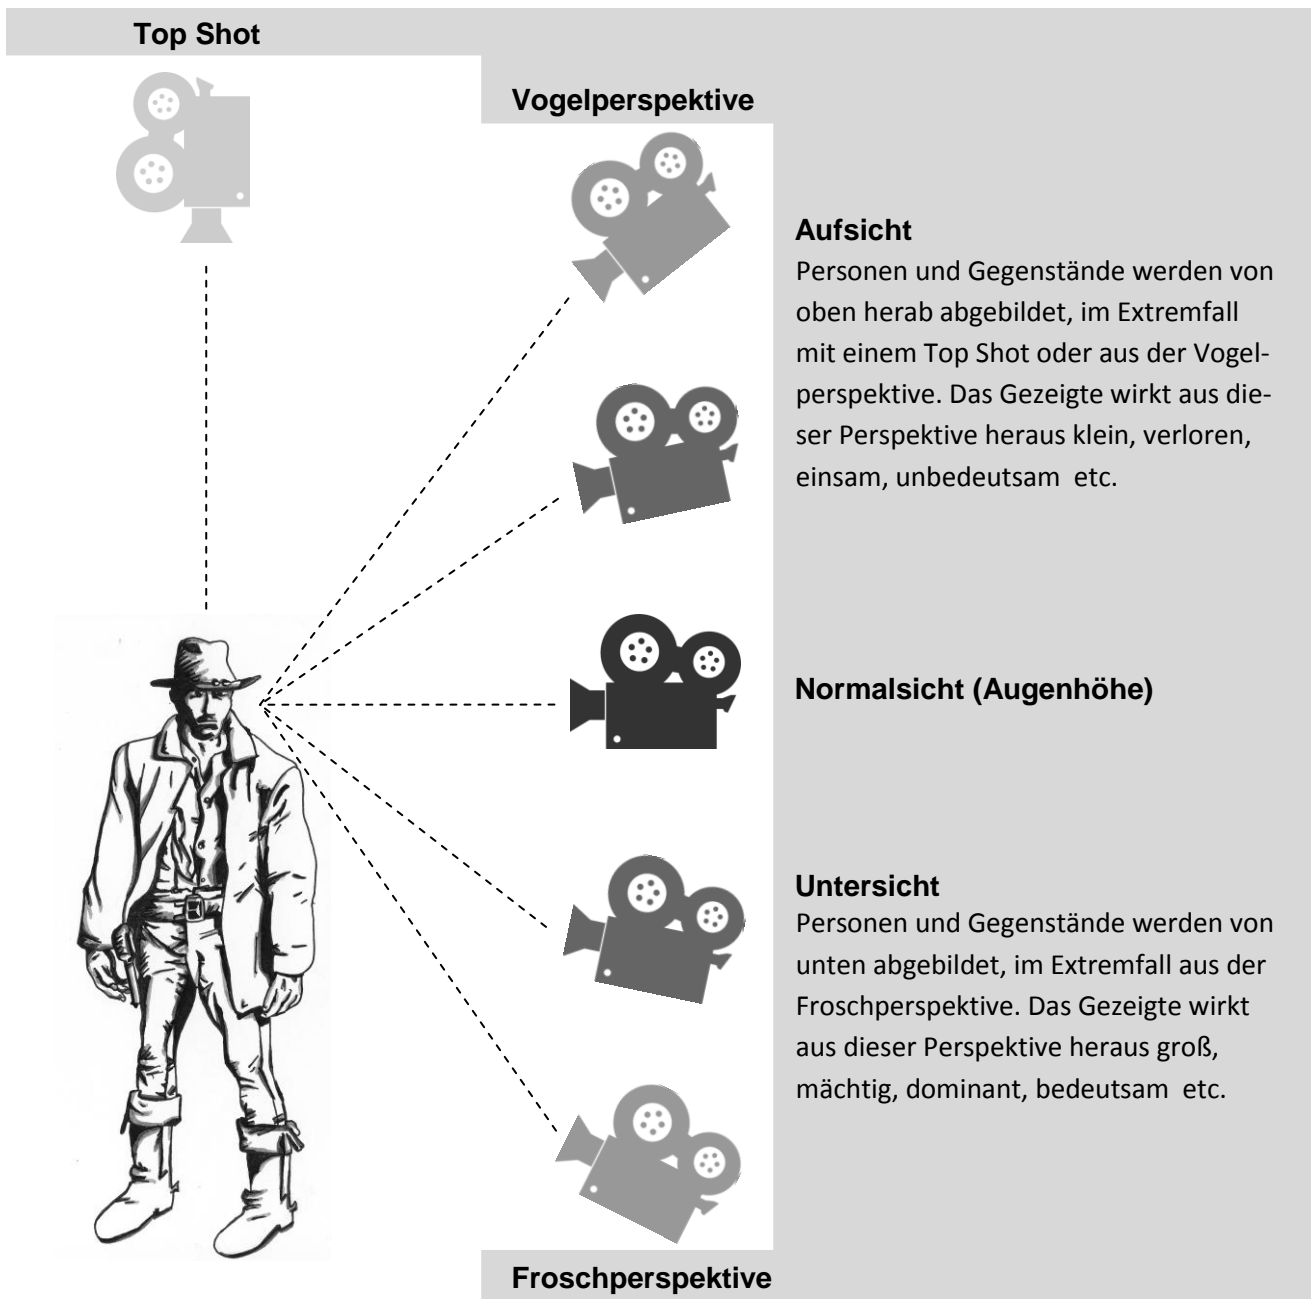 Top Shot
Vogelperspektive
Aufsicht
Personen und Gegenstände werden von
oben herab abgebildet, im Extremfall
mit einem Top Shot oder aus der Vogel-
perspektive. Das Gezeigte wirkt aus die-
ser Perspektive heraus klein, verloren,
einsam, unbedeutsam  etc.
Normalsicht (Augenhöhe)
Untersicht
Personen und Gegenstände werden von
unten abgebildet, im Extremfall aus der
Froschperspektive. Das Gezeigte wirkt
aus dieser Perspektive heraus groß,
mächtig, dominant, bedeutsam  etc.
Froschperspektive